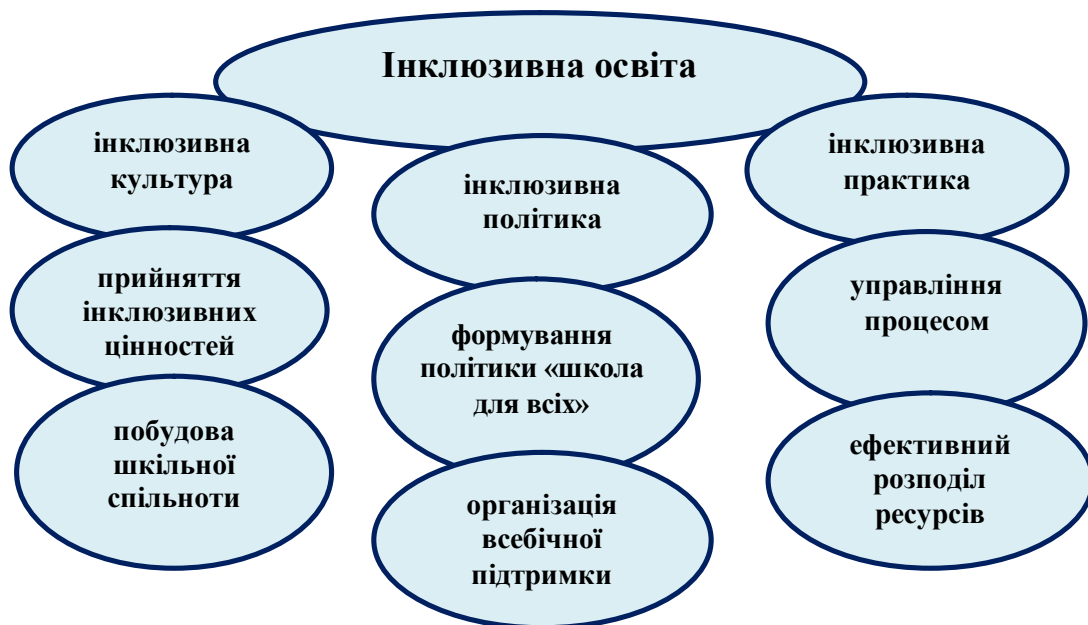 Інклюзивна освіта
інклюзивна
культура
прийняття
інклюзивних
цінностей
побудова
шкільної
спільноти
інклюзивна
політика
формування
політики «школа
для всіх»
організація
всебічної
підтримки
інклюзивна
практика
управління
процесом
ефективний
розподіл
ресурсів